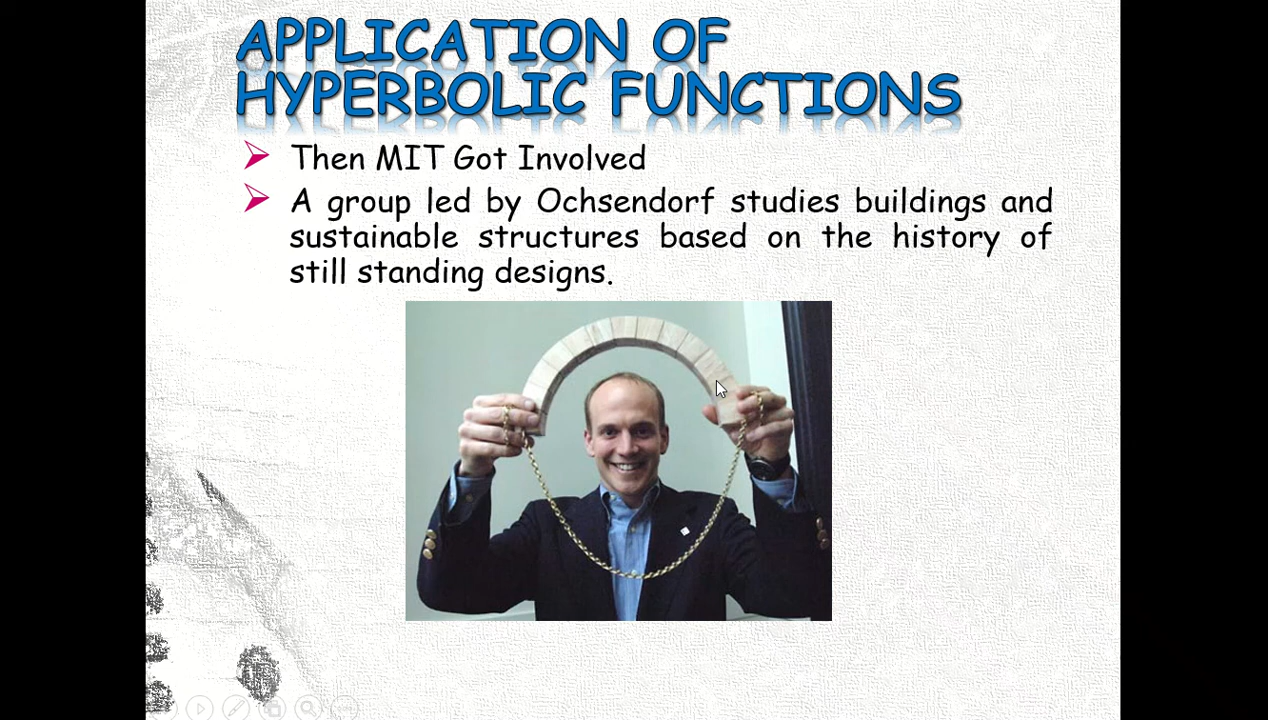 APPLICATION OF
HYPERBOLIC FUNCTIONS
Then MIT Got Involved
A group led by Ochsendorf studies buildings and
sustainable structures based on the history of
still standing designs.